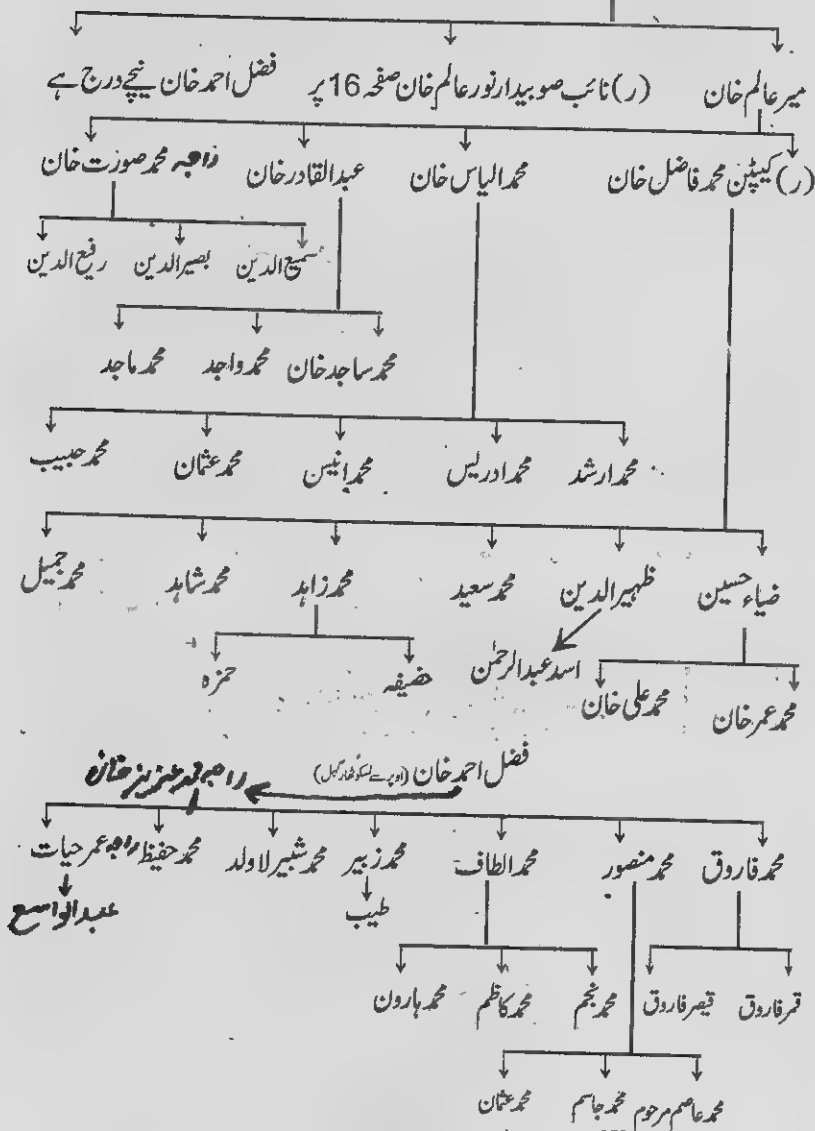 میر عالم خان (ر) نائب صوبیدار نور عالم خان صفحہ 16 پر فضل احمد خان نیچے درج ہے
(ر) کیپٹن محمد فاضل خان محمد الیاس خان عبدالقادر خان راجہ محمد صورت خان
سمیع الدین بصیر الدین رفیع الدین
محمد ساجد خان محمد واجد محمد ماجد
محمد ارشد محمد ادریس محمد انیس محمد عثمان محمد حبیب
ضیاء حسین ظہیر الدین محمد سعید محمد زاہد محمد شاہد محمد جمیل
محمد عمر خان محمد علی خان اسد عبدالرحمٰن حضیفہ حمزہ
فضل احمد خان (اوپر سے راجہ محمد عزیز خان
محمد فاروق محمد منصور محمد الطاف محمد زبیر محمد شبیر لاولد محمد حفیظ راجہ عمر حیات
طیب عبدالواسع
قمر فاروق قیصر فاروق محمد نجم محمد کاظم محمد ہارون
محمد عاصم مرحوم محمد جاسم محمد عثمان